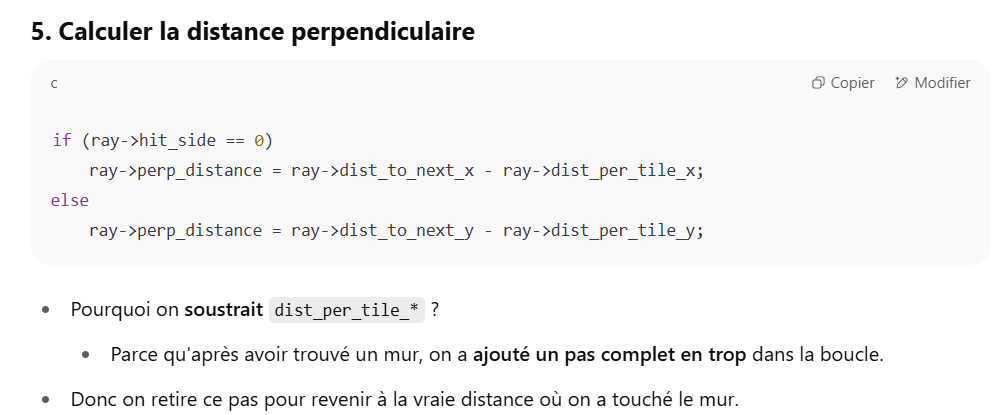 5. Calculer la distance perpendiculaire
c
Copier
Modifier
if (ray->hit_side == 0)
    ray->perp_distance = ray->dist_to_next_x - ray->dist_per_tile_x;
else
    ray->perp_distance = ray->dist_to_next_y - ray->dist_per_tile_y;
• Pourquoi on soustrait dist_per_tile_* ?
• Parce qu'après avoir trouvé un mur, on a ajouté un pas complet en trop dans la boucle.
• Donc on retire ce pas pour revenir à la vraie distance où on a touché le mur.